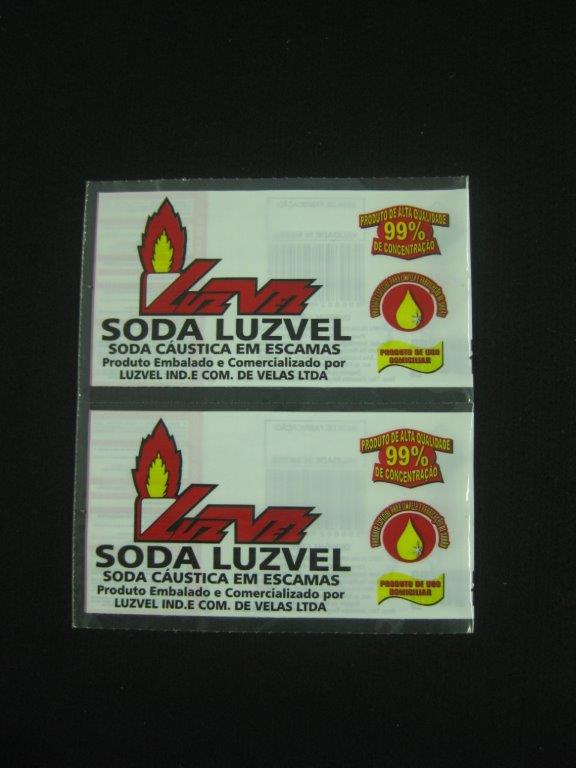 LUZVEL
SODA LUZVEL
SODA CÁUSTICA EM ESCAMAS
Produto Embalado e Comercializado por
LUZVEL IND.E COM. DE VELAS LTDA
PRODUTO DE ALTA QUALIDADE
99%
DE CONCENTRAÇÃO
PRODUTO DE USO
DOMICILIAR
LUZVEL
SODA LUZVEL
SODA CÁUSTICA EM ESCAMAS
Produto Embalado e Comercializado por
LUZVEL IND.E COM. DE VELAS LTDA
PRODUTO DE ALTA QUALIDADE
99%
DE CONCENTRAÇÃO
PRODUTO DE USO
DOMICILIAR